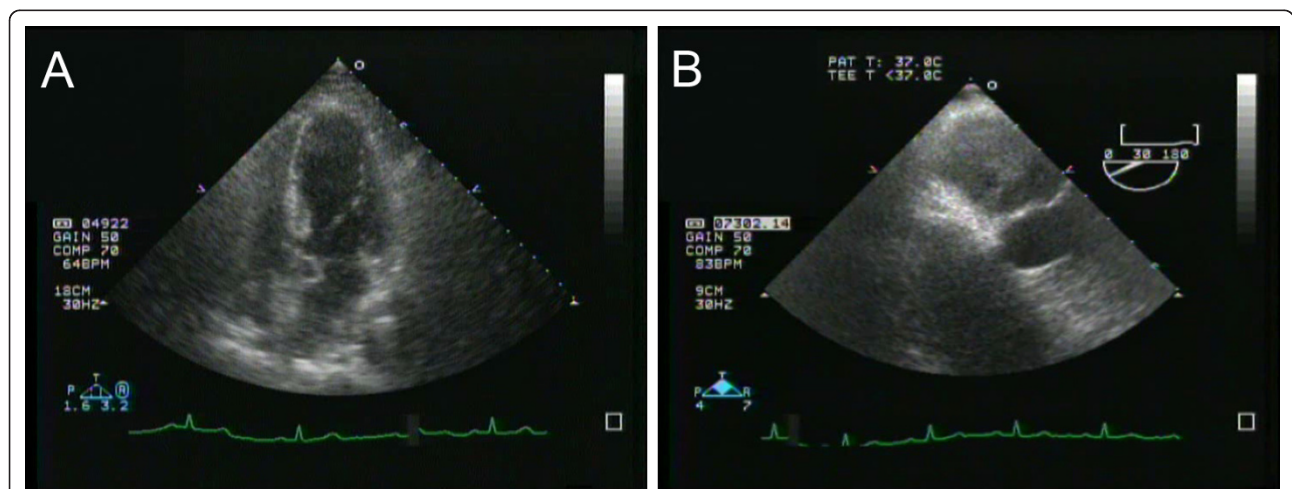 A
04922
GAIN 50
COMP 70
64BPM
18CM
30HZ
T
P R
1.6 3.2
B
PAT T: 37.0C
TEE T <37.0C
0 30 180
07302.14
GAIN 50
COMP 70
83BPM
9CM
30HZ
T
P R
4 7